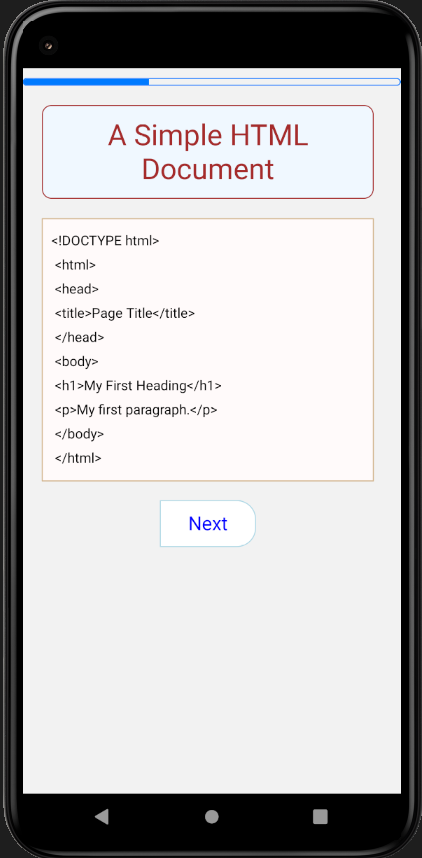 A Simple HTML
Document
<!DOCTYPE html>
<html>
<head>
<title>Page Title</title>
</head>
<body>
<h1>My First Heading</h1>
<p>My first paragraph.</p>
</body>
</html>
Next